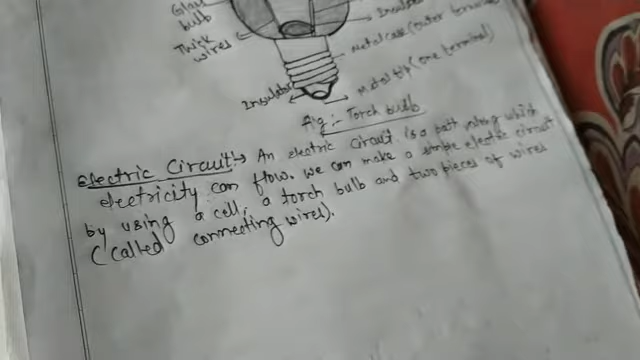 Glass
bulb
Thick
wires
Metal case (outer terminal)
Insulator
Metal tip (one terminal)
Fig :- Torch bulb
Electric Circuit:→ An electric circuit is a path along which
electricity can flow. we can make a simple electric circuit
by using a cell, a torch bulb and two pieces of wires
(called connecting wires).